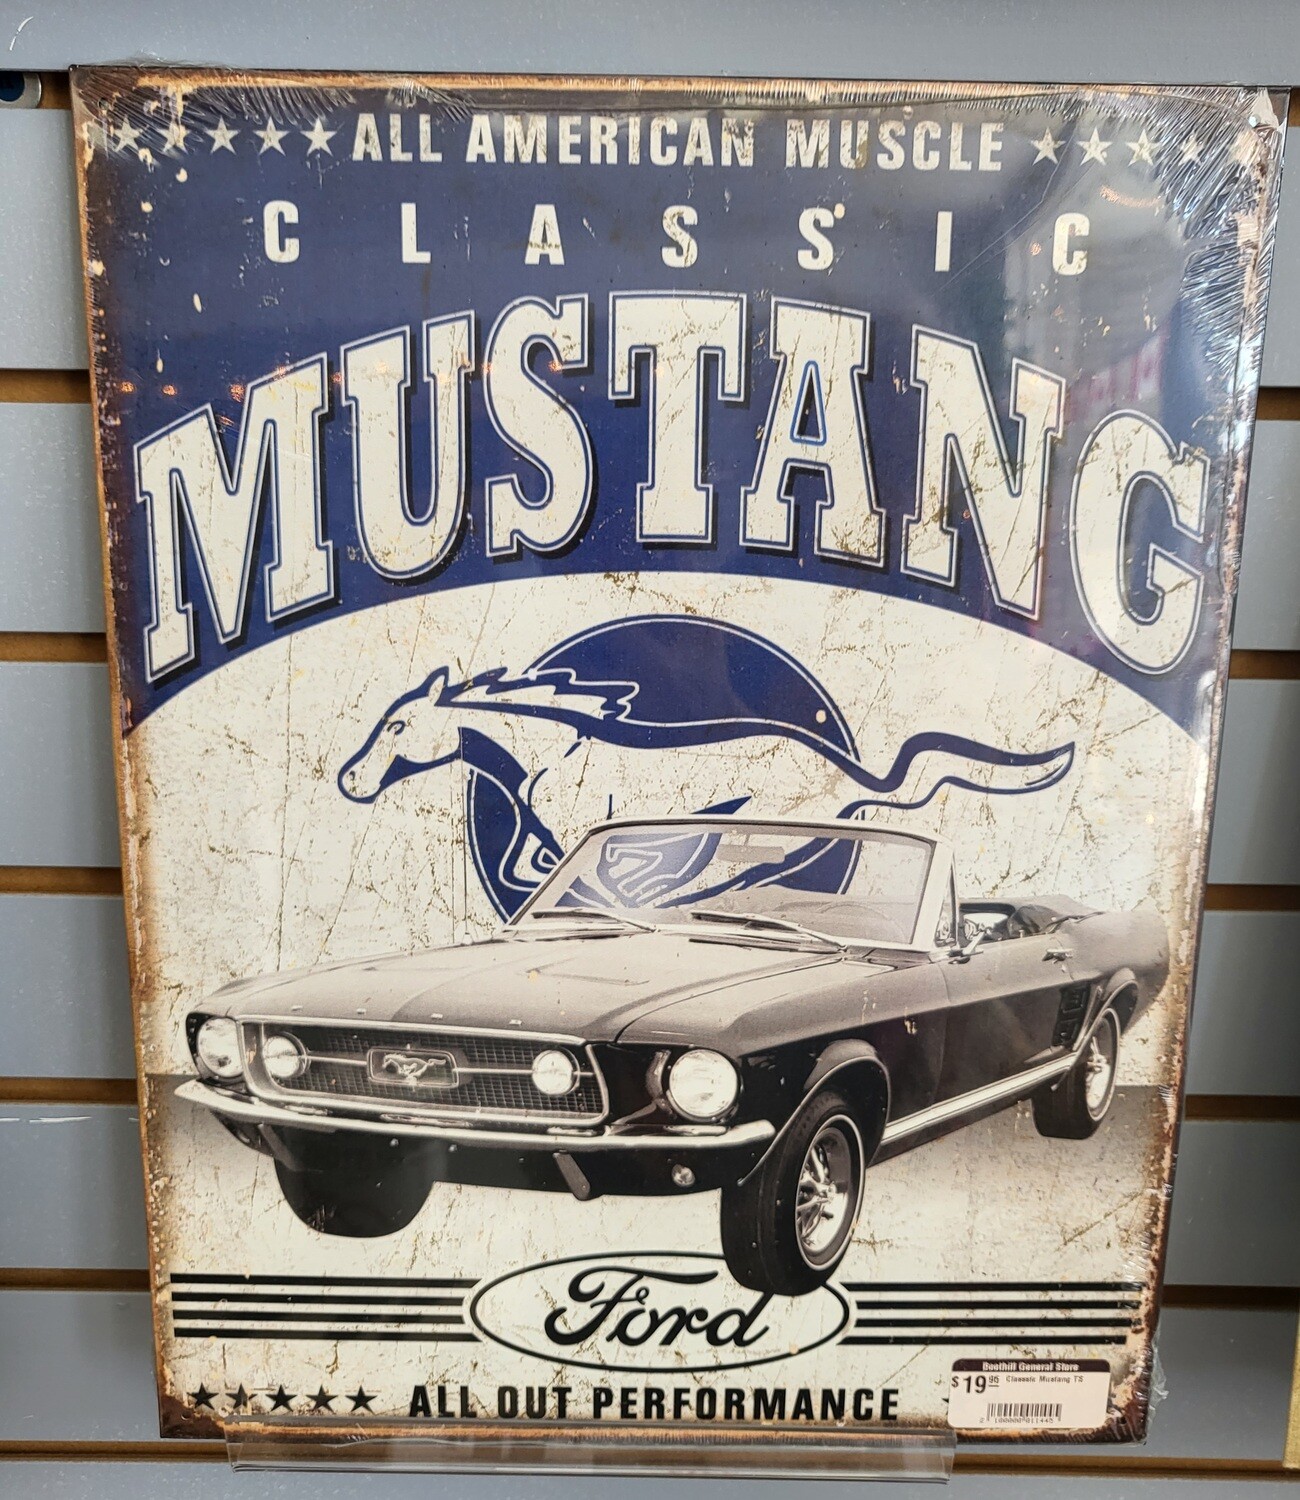 ALL AMERICAN MUSCLE
CLASSIC
MUSTANG
Ford
ALL OUT PERFORMANCE
Boothill General Store
$19.95 Classic Mustang TS